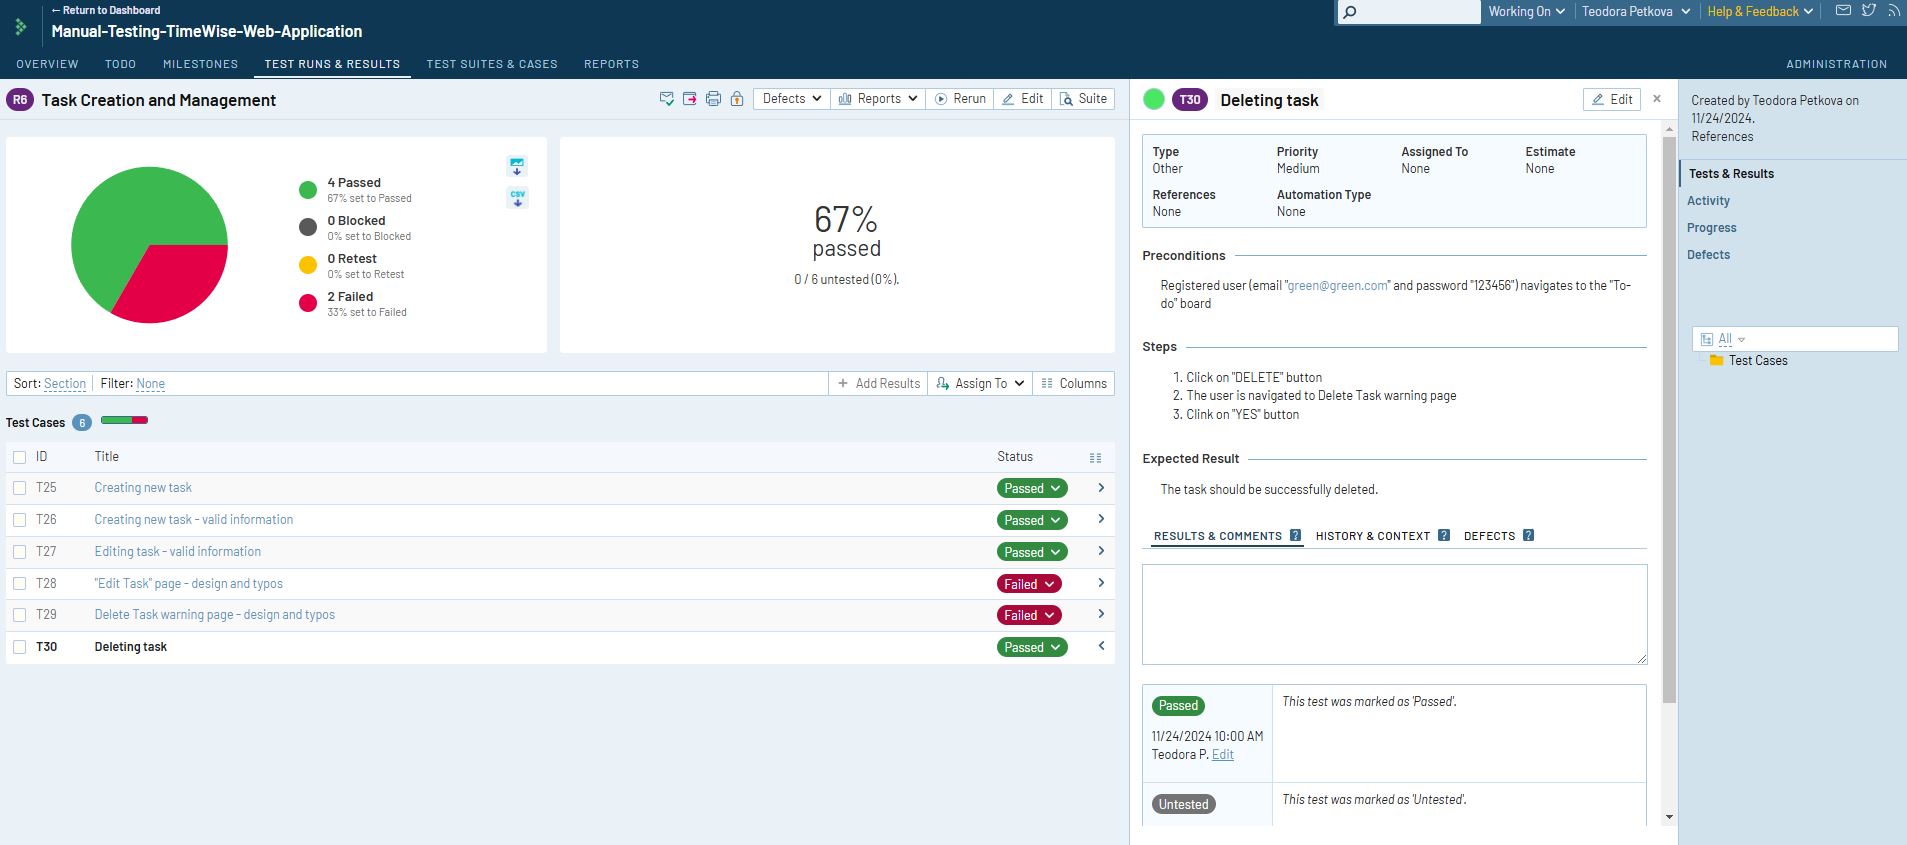 ← Return to Dashboard
Manual-Testing-TimeWise-Web-Application
Working On
Teodora Petkova
Help & Feedback
OVERVIEW
TODO
MILESTONES
TEST RUNS & RESULTS
TEST SUITES & CASES
REPORTS
ADMINISTRATION
R6
Task Creation and Management
Defects
Reports
Rerun
Edit
Suite
4 Passed
67% set to Passed
0 Blocked
0% set to Blocked
0 Retest
0% set to Retest
2 Failed
33% set to Failed
CSV
67%
passed
0 / 6 untested (0%).
Sort: Section
Filter: None
+ Add Results
Assign To
Columns
Test Cases 6
ID Title Status
T25 Creating new task Passed
T26 Creating new task - valid information Passed
T27 Editing task - valid information Passed
T28 "Edit Task" page - design and typos Failed
T29 Delete Task warning page - design and typos Failed
T30 Deleting task Passed
T30
Deleting task
Edit
×
Type Priority Assigned To Estimate
Other Medium None None
References Automation Type
None None
Preconditions
Registered user (email "green@green.com" and password "123456") navigates to the "To-
do" board
Steps
1. Click on "DELETE" button
2. The user is navigated to Delete Task warning page
3. Clink on "YES" button
Expected Result
The task should be successfully deleted.
RESULTS & COMMENTS ?
HISTORY & CONTEXT ?
DEFECTS ?
Passed
This test was marked as 'Passed'.
11/24/2024 10:00 AM
Teodora P. Edit
Untested
This test was marked as 'Untested'.
Created by Teodora Petkova on
11/24/2024.
References
Tests & Results
Activity
Progress
Defects
All
Test Cases